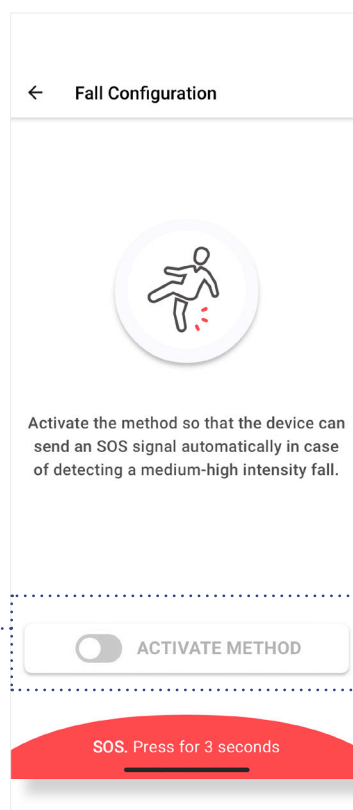 Fall Configuration
Activate the method so that the device can
send an SOS signal automatically in case
of detecting a medium-high intensity fall.
ACTIVATE METHOD
SOS. Press for 3 seconds